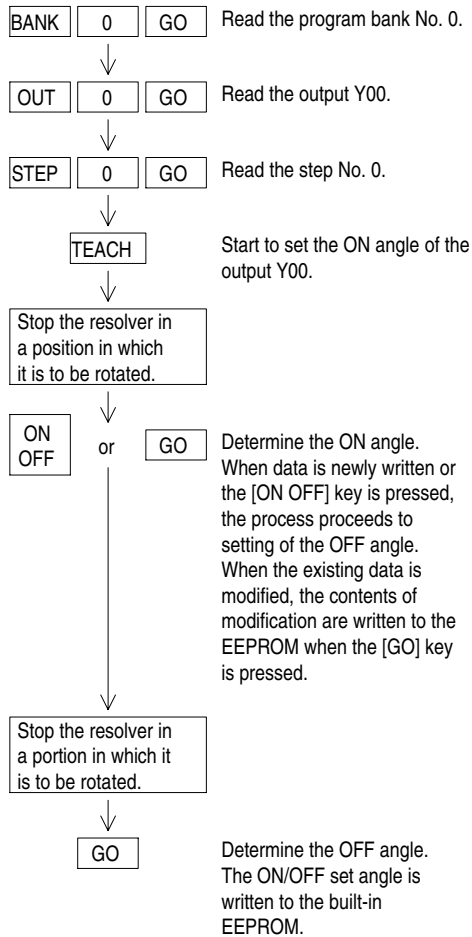 BANK 0 GO Read the program bank No. 0.
OUT 0 GO Read the output Y00.
STEP 0 GO Read the step No. 0.
TEACH Start to set the ON angle of the
output Y00.
Stop the resolver in
a position in which
it is to be rotated.
ON
OFF or GO Determine the ON angle.
When data is newly written or
the [ON OFF] key is pressed,
the process proceeds to
setting of the OFF angle.
When the existing data is
modified, the contents of
modification are written to the
EEPROM when the [GO] key
is pressed.
Stop the resolver in
a portion in which it
is to be rotated.
GO Determine the OFF angle.
The ON/OFF set angle is
written to the built-in
EEPROM.